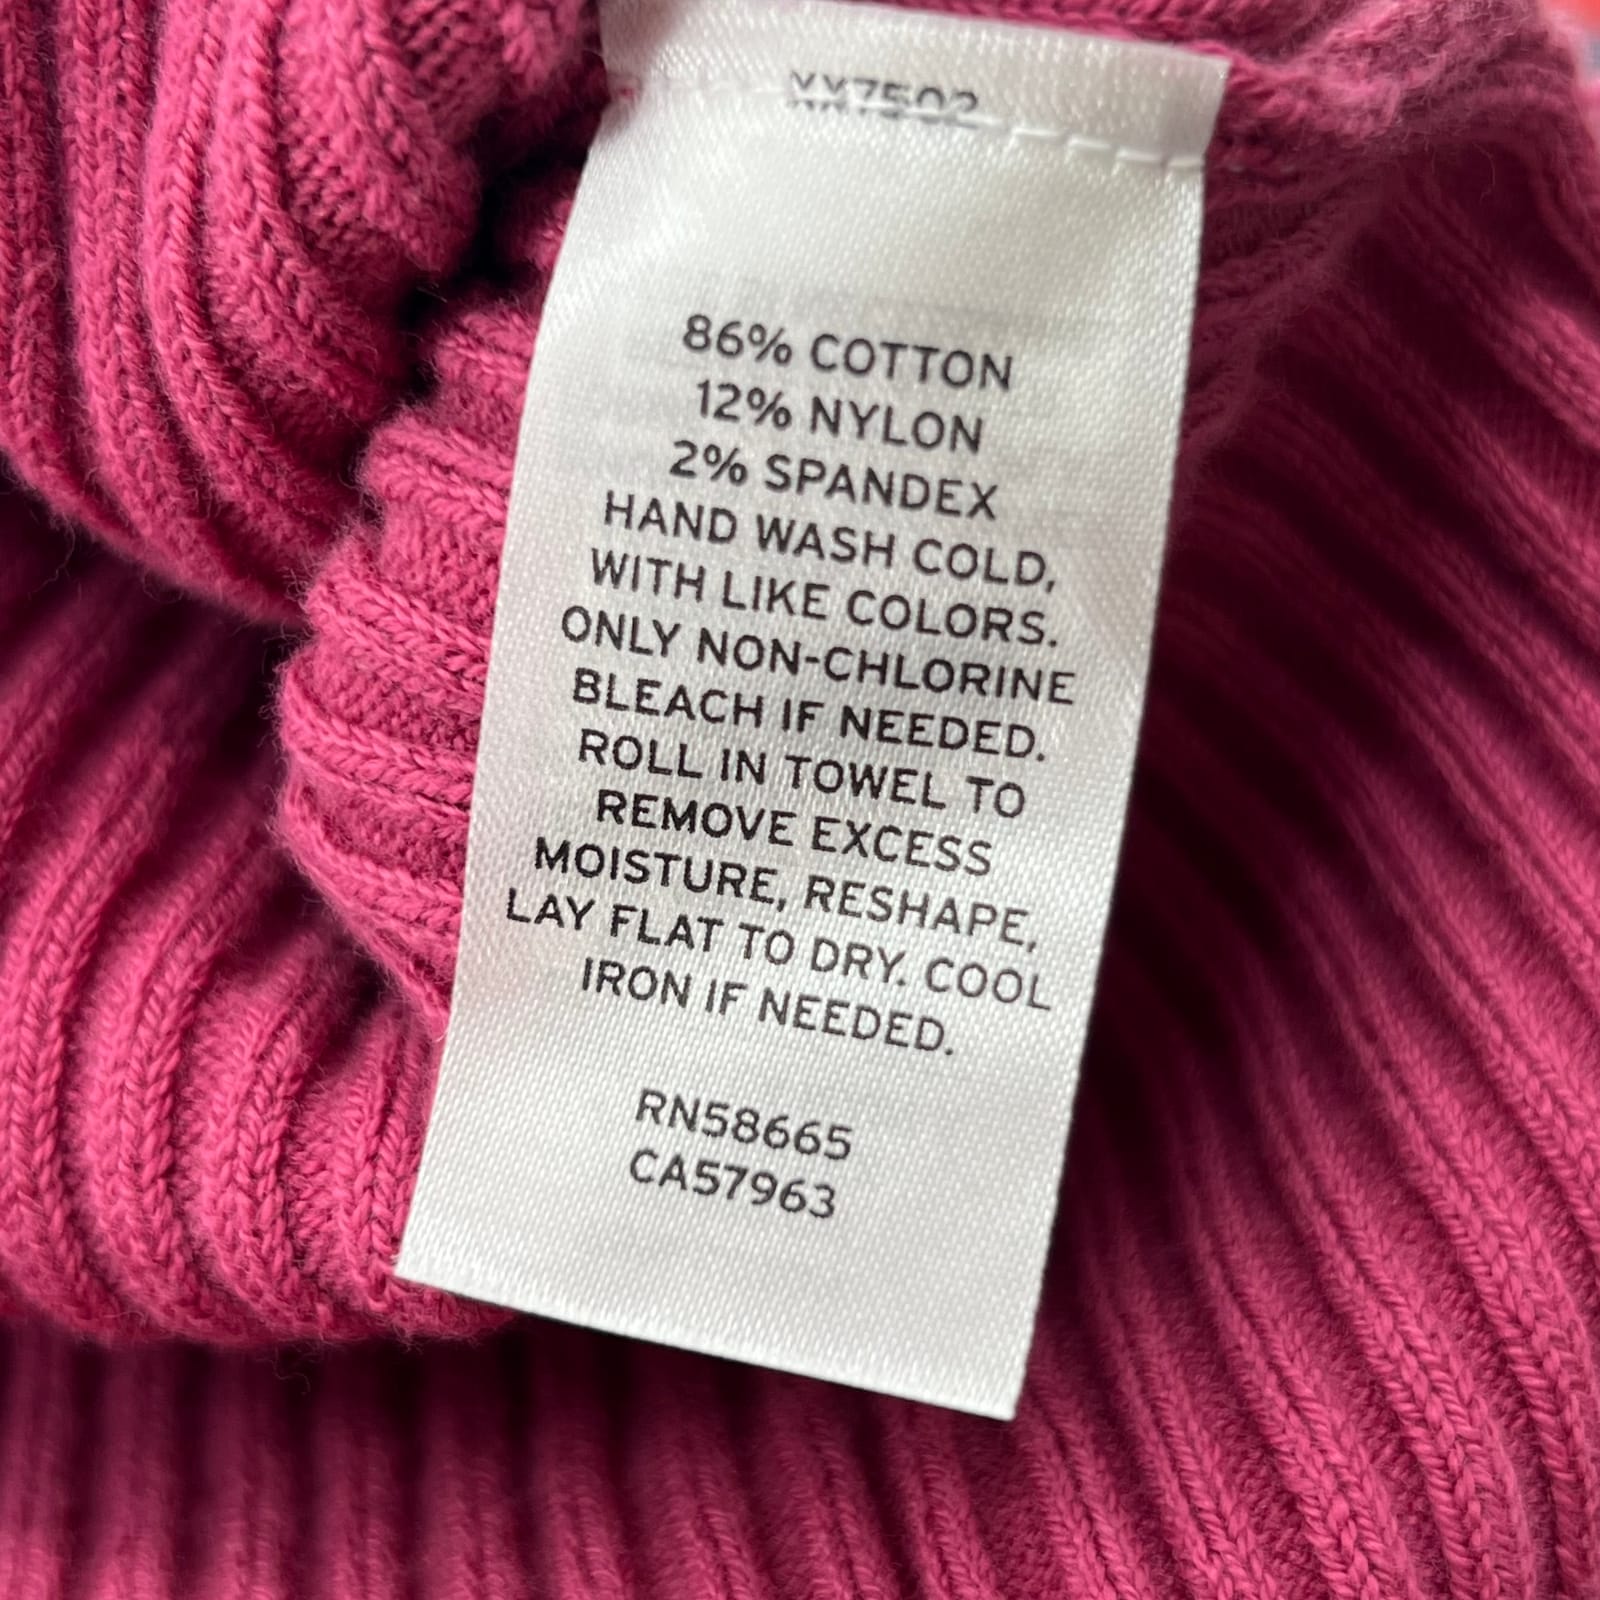 86% COTTON
12% NYLON
2% SPANDEX
HAND WASH COLD,
WITH LIKE COLORS.
ONLY NON-CHLORINE
BLEACH IF NEEDED.
ROLL IN TOWEL TO
REMOVE EXCESS
MOISTURE, RESHAPE,
LAY FLAT TO DRY. COOL
IRON IF NEEDED.
RN58665
CA57963